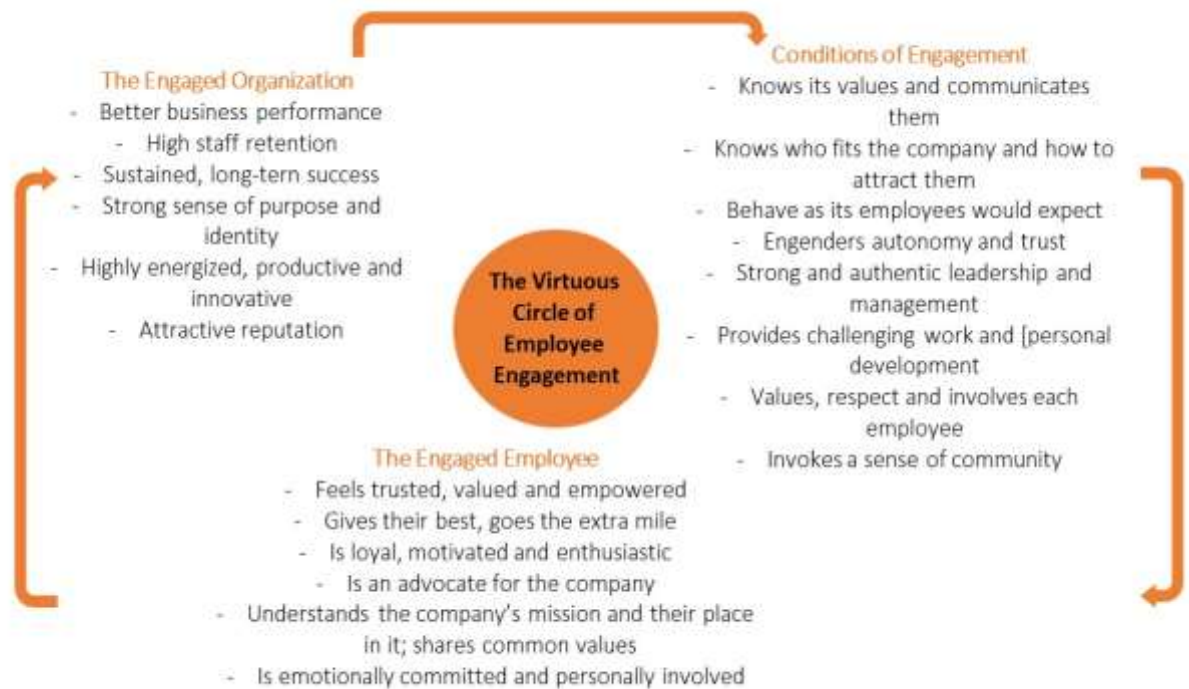 The Engaged Organization
- Better business performance
- High staff retention
- Sustained, long-term success
- Strong sense of purpose and
identity
- Highly energized, productive and
innovative
- Attractive reputation
Conditions of Engagement
- Knows its values and communicates
them
- Knows who fits the company and how to
attract them
- Behave as its employees would expect
- Engenders autonomy and trust
- Strong and authentic leadership and
management
- Provides challenging work and [personal
development
- Values, respect and involves each
employee
- Invokes a sense of community
The Virtuous
Circle of
Employee
Engagement
The Engaged Employee
- Feels trusted, valued and empowered
- Gives their best, goes the extra mile
- Is loyal, motivated and enthusiastic
- Is an advocate for the company
- Understands the company's mission and their place
in it; shares common values
- Is emotionally committed and personally involved